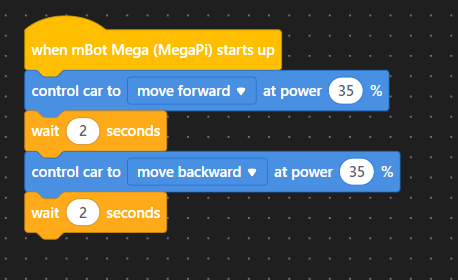 when mBot Mega (MegaPi) starts up
control car to move forward at power 35 %
wait 2 seconds
control car to move backward at power 35 %
wait 2 seconds